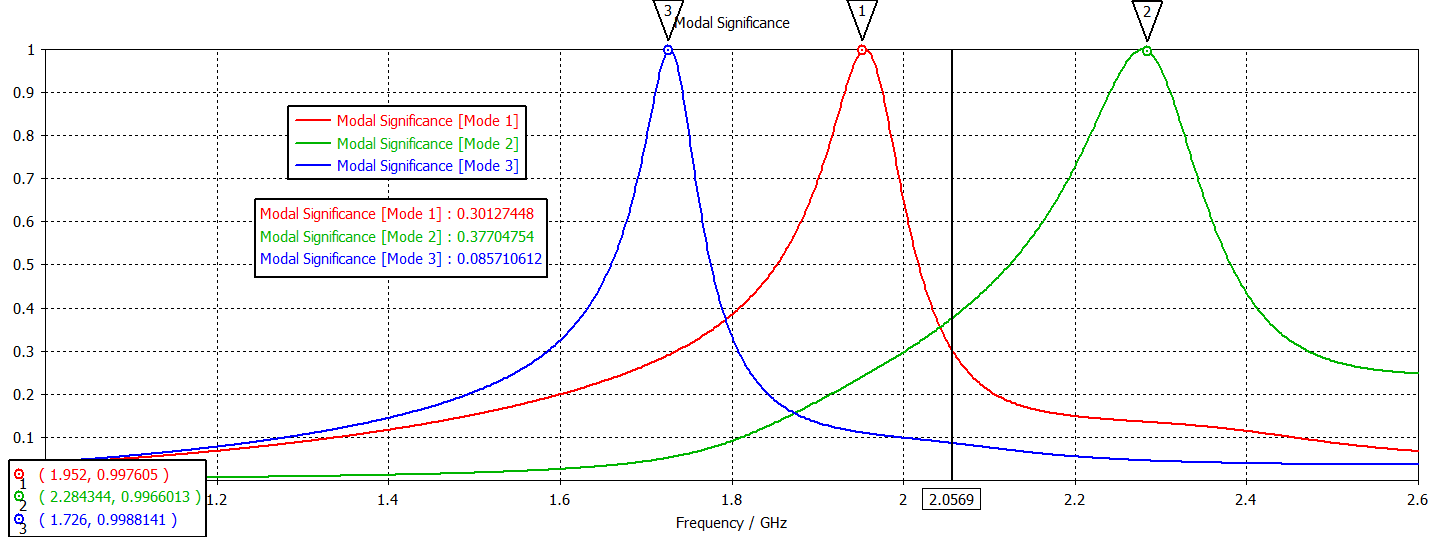 3
1
2
Modal Significance
1
0.9
0.8
0.7
0.6
0.5
0.4
0.3
0.2
0.1
Modal Significance [Mode 1]
Modal Significance [Mode 2]
Modal Significance [Mode 3]
Modal Significance [Mode 1] : 0.30127448
Modal Significance [Mode 2] : 0.37704754
Modal Significance [Mode 3] : 0.085710612
1 ( 1.952, 0.997605 )
2 ( 2.284344, 0.9966013 )
3 ( 1.726, 0.9988141 )
1.2 1.4 1.6 1.8 2 2.0569 2.2 2.4 2.6
Frequency / GHz